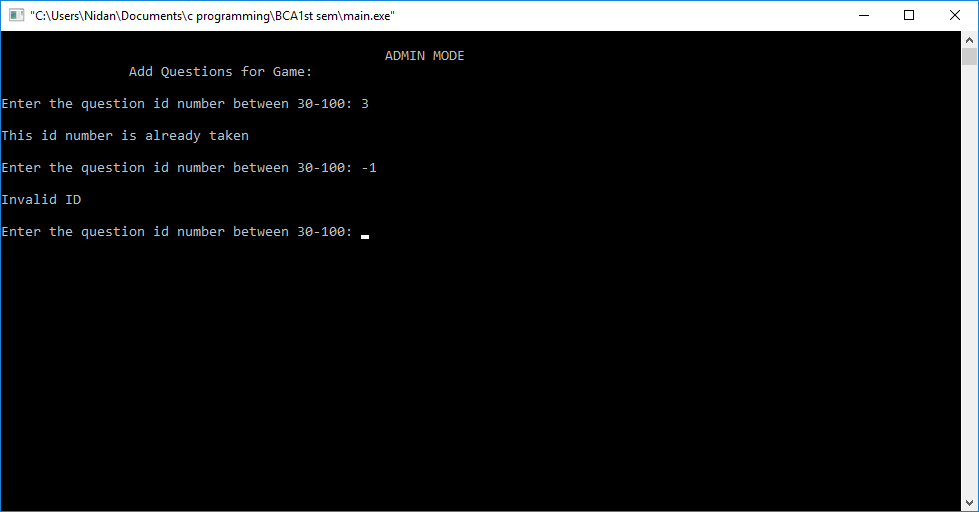 "C:\Users\Nidan\Documents\c programming\BCA1st sem\main.exe"
ADMIN MODE
Add Questions for Game:
Enter the question id number between 30-100: 3
This id number is already taken
Enter the question id number between 30-100: -1
Invalid ID
Enter the question id number between 30-100: